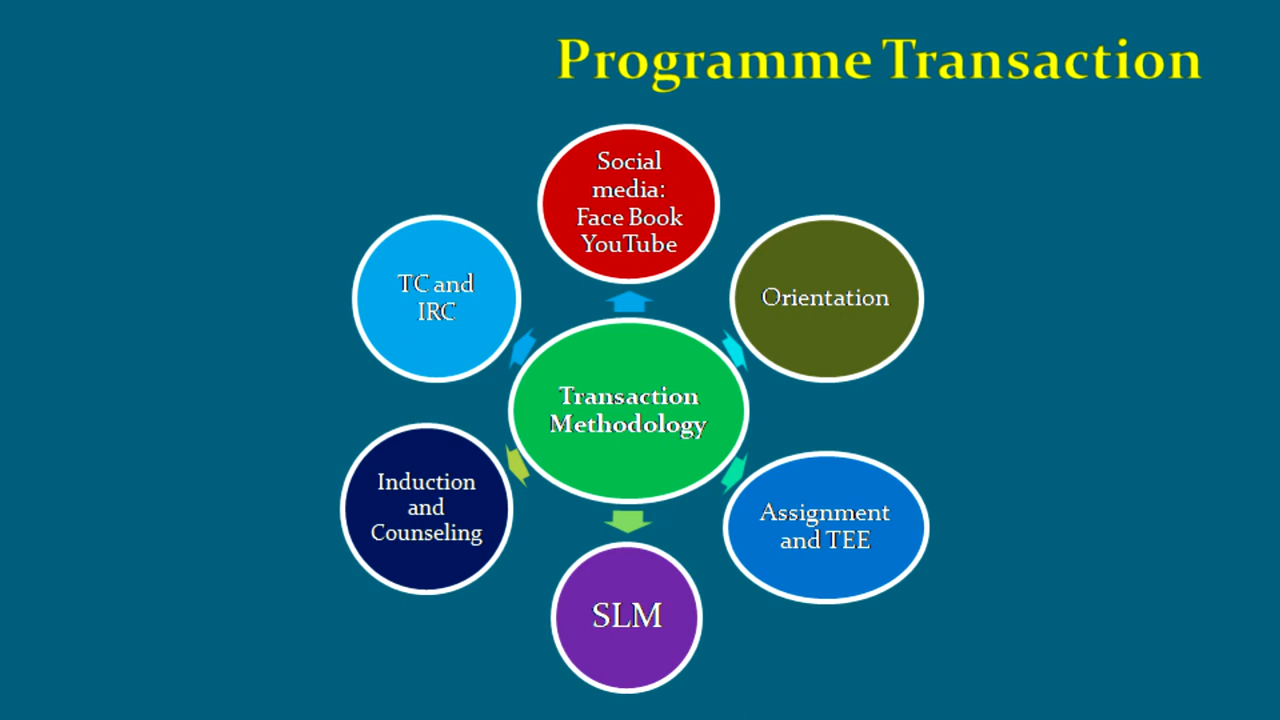 Programme Transaction
Social
media:
Face Book
YouTube
Orientation
Assignment
and TEE
SLM
Induction
and
Counseling
TC and
IRC
Transaction
Methodology